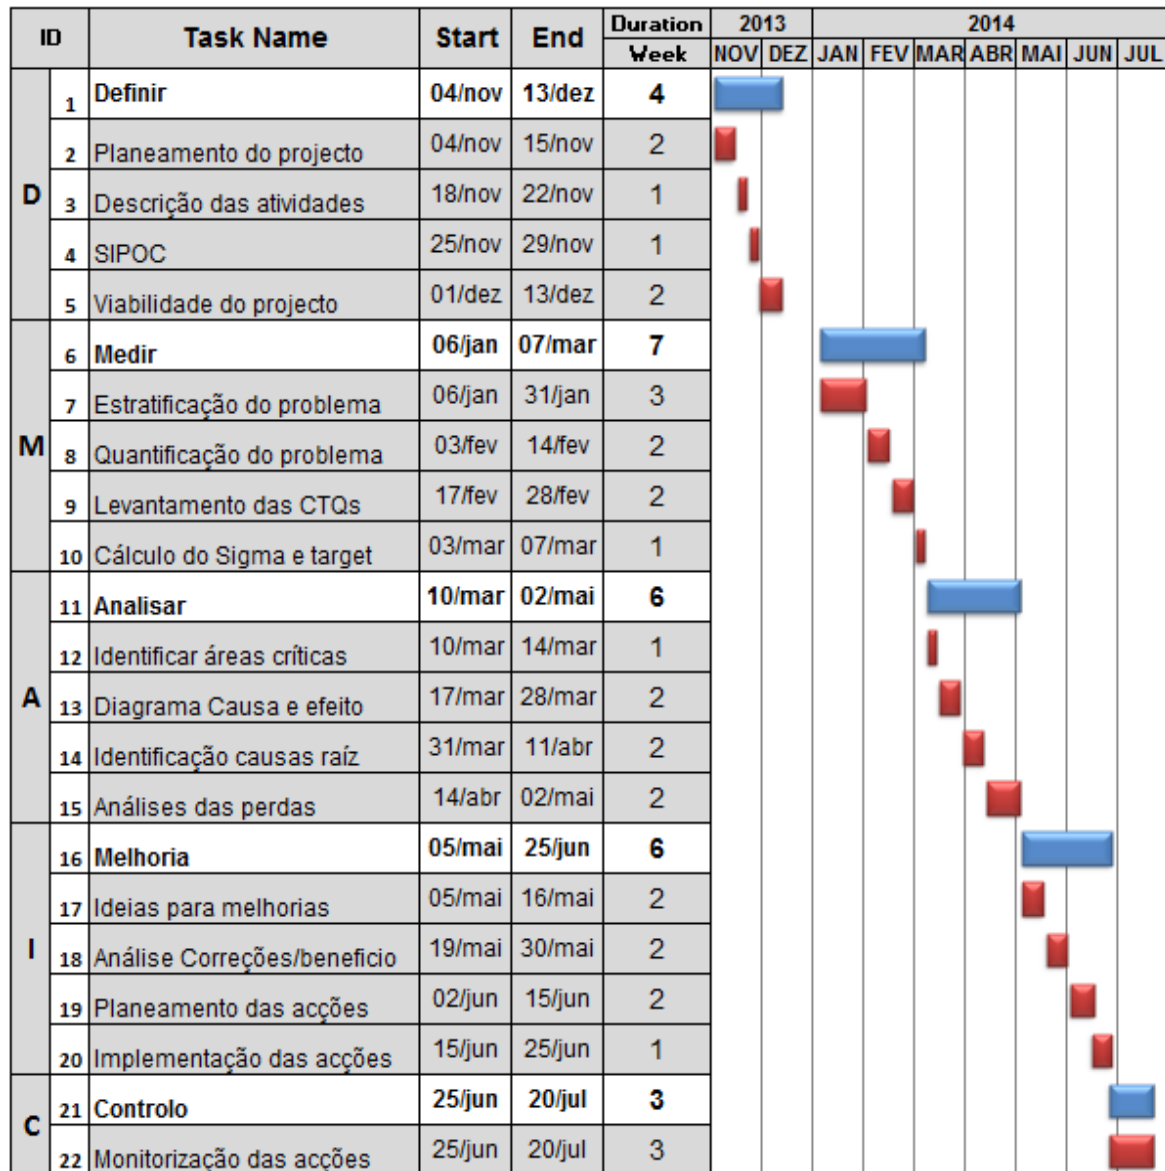 ID Task Name Start End Duration 2013 2014
Week NOV DEZ JAN FEV MAR ABR MAI JUN JUL
D
1 Definir 04/nov 13/dez 4
2 Planeamento do projecto 04/nov 15/nov 2
3 Descrição das atividades 18/nov 22/nov 1
4 SIPOC 25/nov 29/nov 1
5 Viabilidade do projecto 01/dez 13/dez 2
M
6 Medir 06/jan 07/mar 7
7 Estratificação do problema 06/jan 31/jan 3
8 Quantificação do problema 03/fev 14/fev 2
9 Levantamento das CTQs 17/fev 28/fev 2
10 Cálculo do Sigma e target 03/mar 07/mar 1
A
11 Analisar 10/mar 02/mai 6
12 Identificar áreas críticas 10/mar 14/mar 1
13 Diagrama Causa e efeito 17/mar 28/mar 2
14 Identificação causas raíz 31/mar 11/abr 2
15 Análises das perdas 14/abr 02/mai 2
I
16 Melhoria 05/mai 25/jun 6
17 Ideias para melhorias 05/mai 16/mai 2
18 Análise Correções/beneficio 19/mai 30/mai 2
19 Planeamento das acções 02/jun 15/jun 2
20 Implementação das acções 15/jun 25/jun 1
C
21 Controlo 25/jun 20/jul 3
22 Monitorização das acções 25/jun 20/jul 3